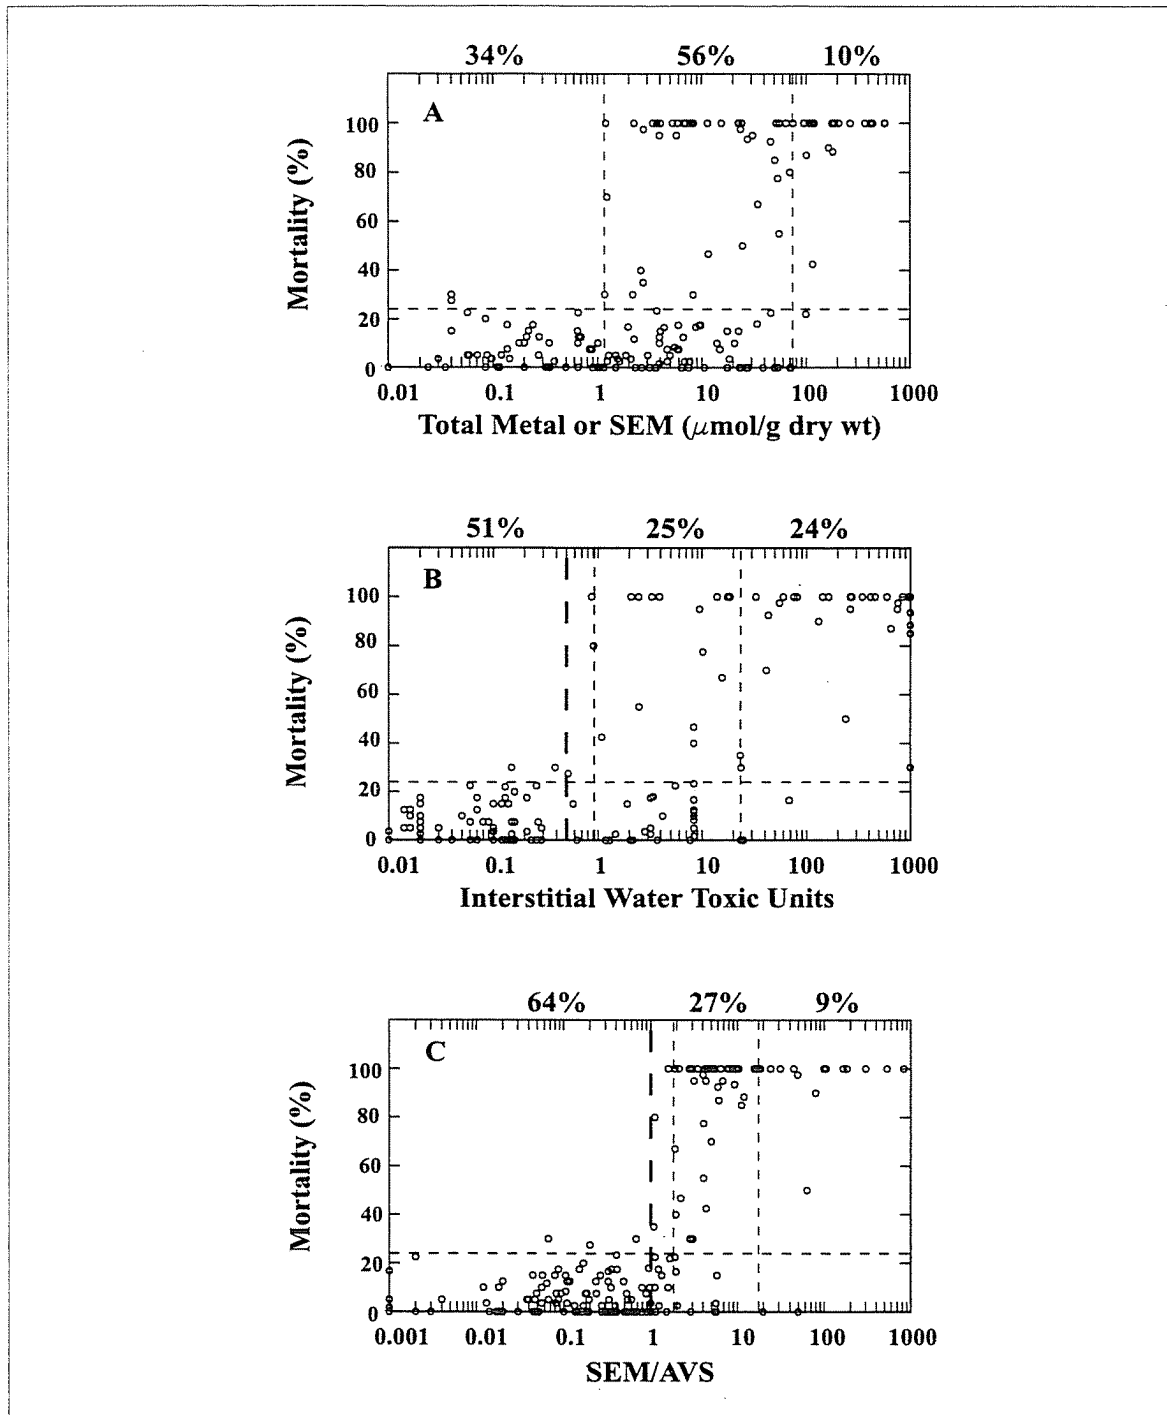 34% 56% 10%
A
100
80
60
40
20
0
Mortality (%)
0.01 0.1 1 10 100 1000
Total Metal or SEM (μmol/g dry wt)
51% 25% 24%
B
100
80
60
40
20
0
Mortality (%)
0.01 0.1 1 10 100 1000
Interstitial Water Toxic Units
64% 27% 9%
C
100
80
60
40
20
0
Mortality (%)
0.001 0.01 0.1 1 10 100 1000
SEM/AVS